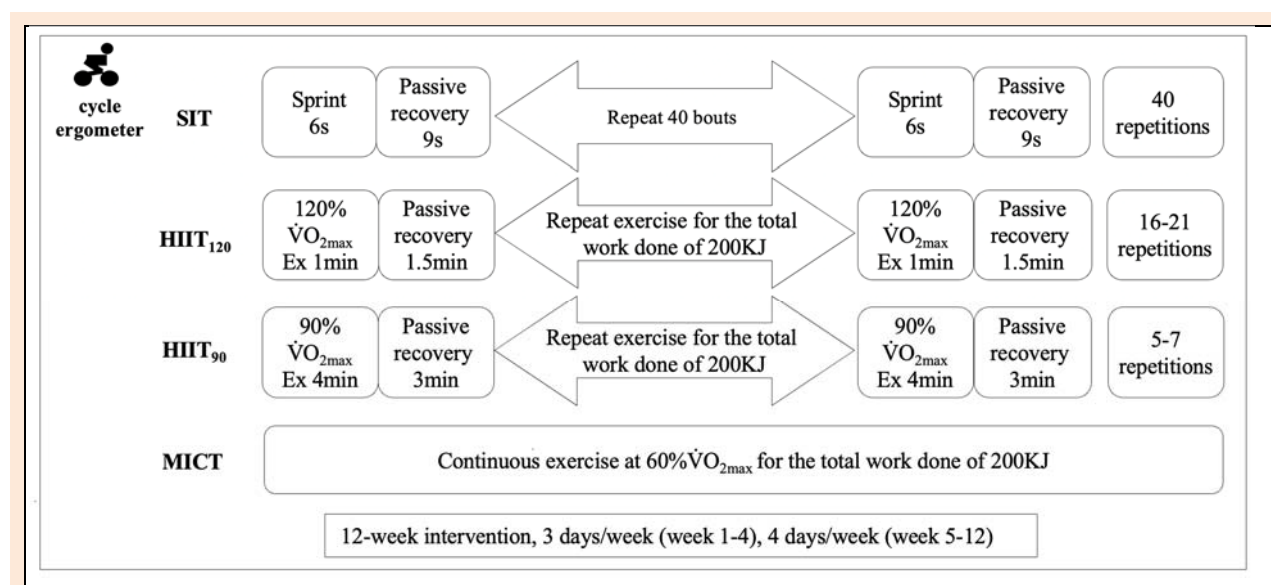 cycle
ergometer
SIT
Sprint
6s
Passive
recovery
9s
Repeat 40 bouts
Sprint
6s
Passive
recovery
9s
40
repetitions
HIIT₁₂₀
120%
V̇O₂ₘₐₓ
Ex 1min
Passive
recovery
1.5min
Repeat exercise for the total
work done of 200KJ
120%
V̇O₂ₘₐₓ
Ex 1min
Passive
recovery
1.5min
16-21
repetitions
HIIT₉₀
90%
V̇O₂ₘₐₓ
Ex 4min
Passive
recovery
3min
Repeat exercise for the total
work done of 200KJ
90%
V̇O₂ₘₐₓ
Ex 4min
Passive
recovery
3min
5-7
repetitions
MICT
Continuous exercise at 60%V̇O₂ₘₐₓ for the total work done of 200KJ
12-week intervention, 3 days/week (week 1-4), 4 days/week (week 5-12)